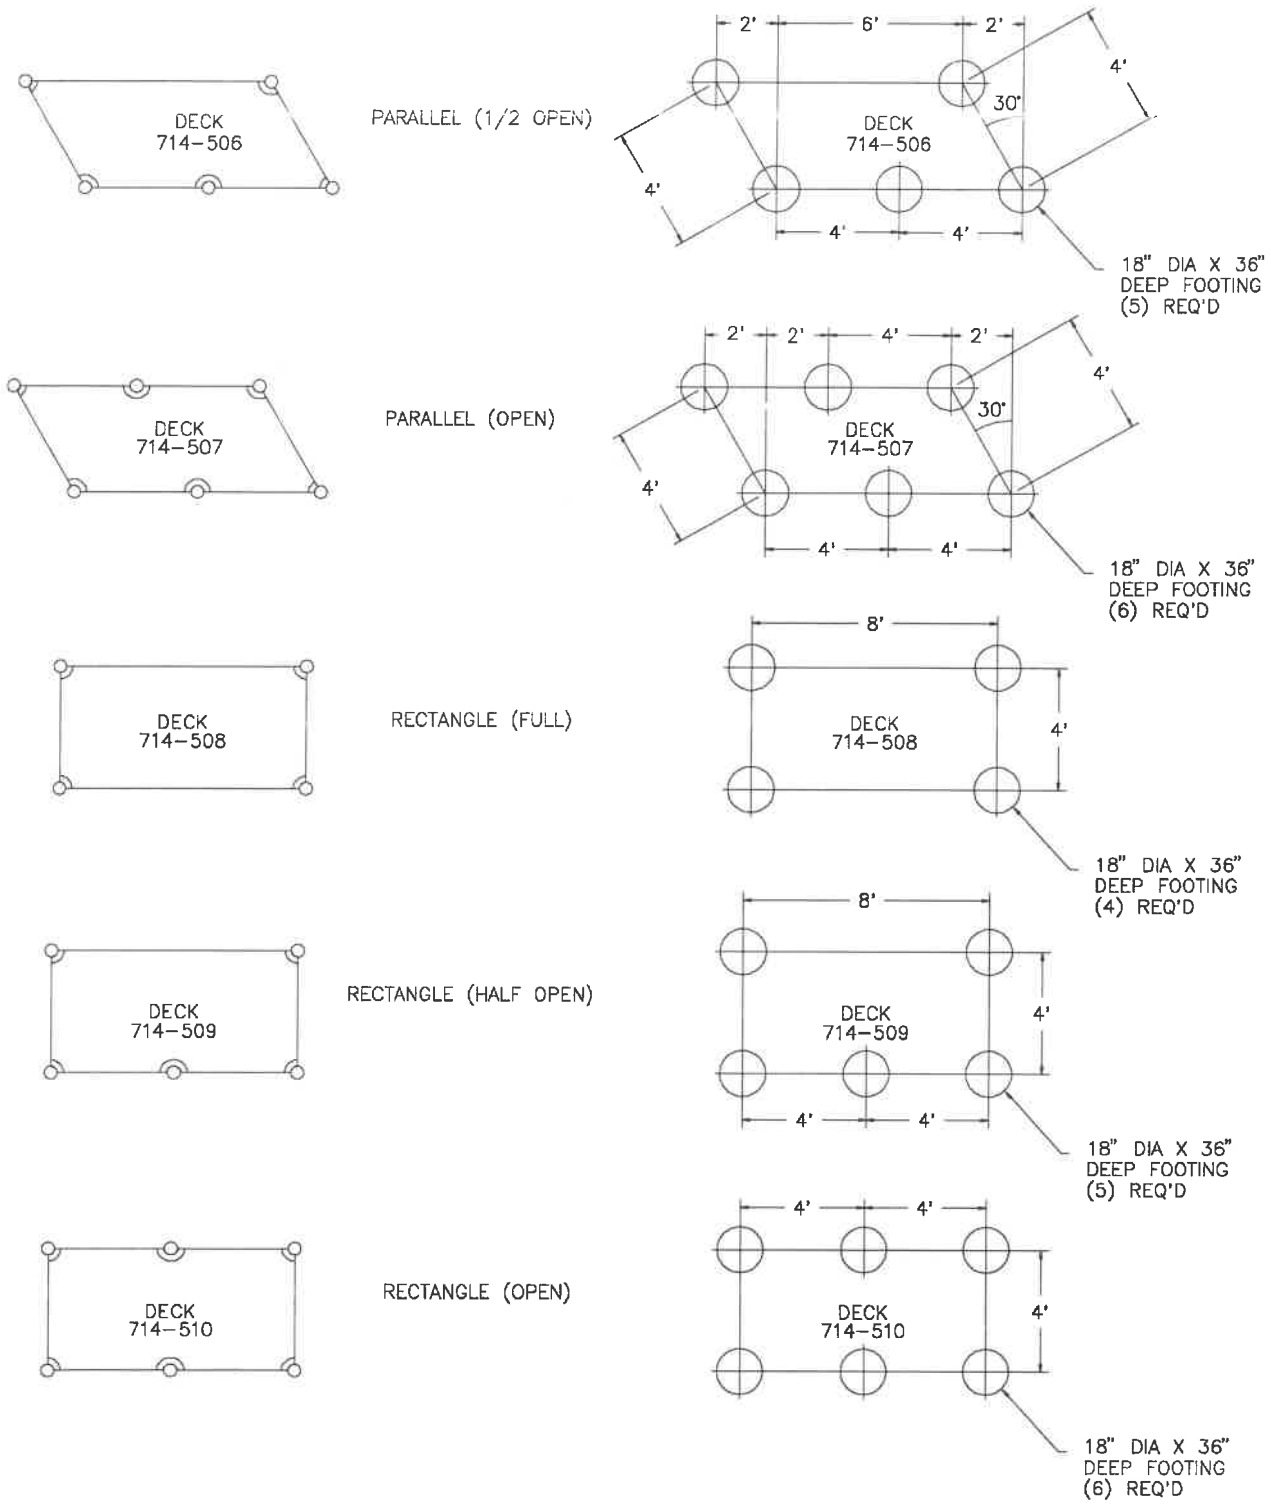 2' 6' 2'
4'
30°
DECK
714-506
PARALLEL (1/2 OPEN)
DECK
714-506
4'
4' 4'
18" DIA X 36"
DEEP FOOTING
(5) REQ'D
2' 2' 4' 2'
4'
30°
DECK
714-507
PARALLEL (OPEN)
DECK
714-507
4'
4' 4'
18" DIA X 36"
DEEP FOOTING
(6) REQ'D
8'
DECK
714-508
RECTANGLE (FULL)
DECK
714-508
4'
18" DIA X 36"
DEEP FOOTING
(4) REQ'D
8'
DECK
714-509
RECTANGLE (HALF OPEN)
DECK
714-509
4'
4' 4'
18" DIA X 36"
DEEP FOOTING
(5) REQ'D
4' 4'
DECK
714-510
RECTANGLE (OPEN)
DECK
714-510
4'
18" DIA X 36"
DEEP FOOTING
(6) REQ'D